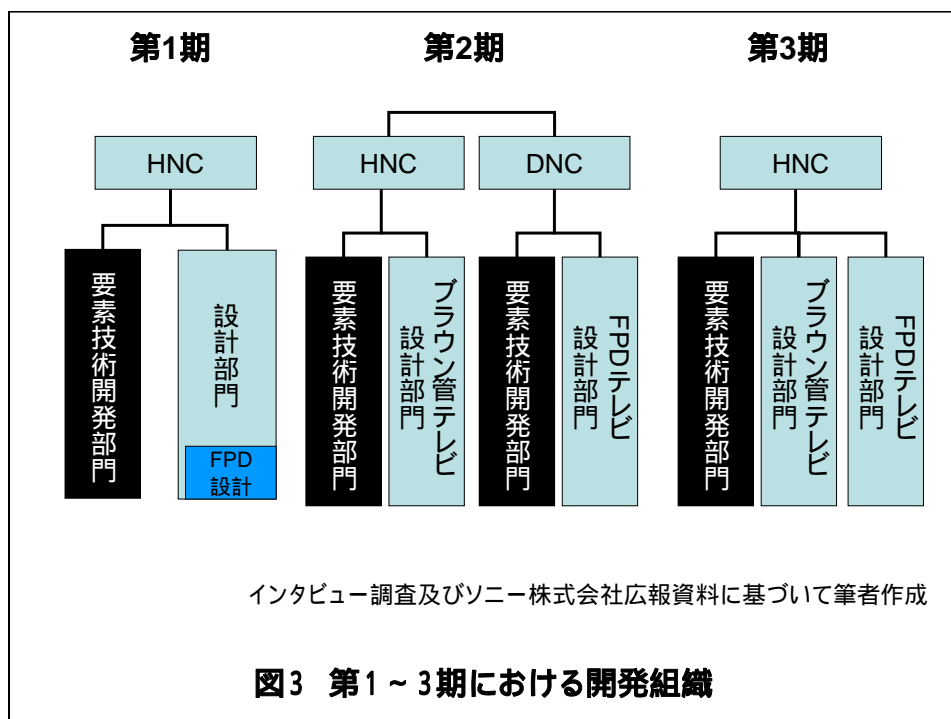 第1期
第2期
第3期
HNC
HNC
DNC
HNC
要素技術開発部門
設計部門
FPD
設計
要素技術開発部門
ブラウン管テレビ
設計部門
要素技術開発部門
FPDテレビ
設計部門
要素技術開発部門
ブラウン管テレビ
設計部門
FPDテレビ
設計部門
インタビュー調査及びソニー株式会社広報資料に基づいて筆者作成
図3 第1~3期における開発組織